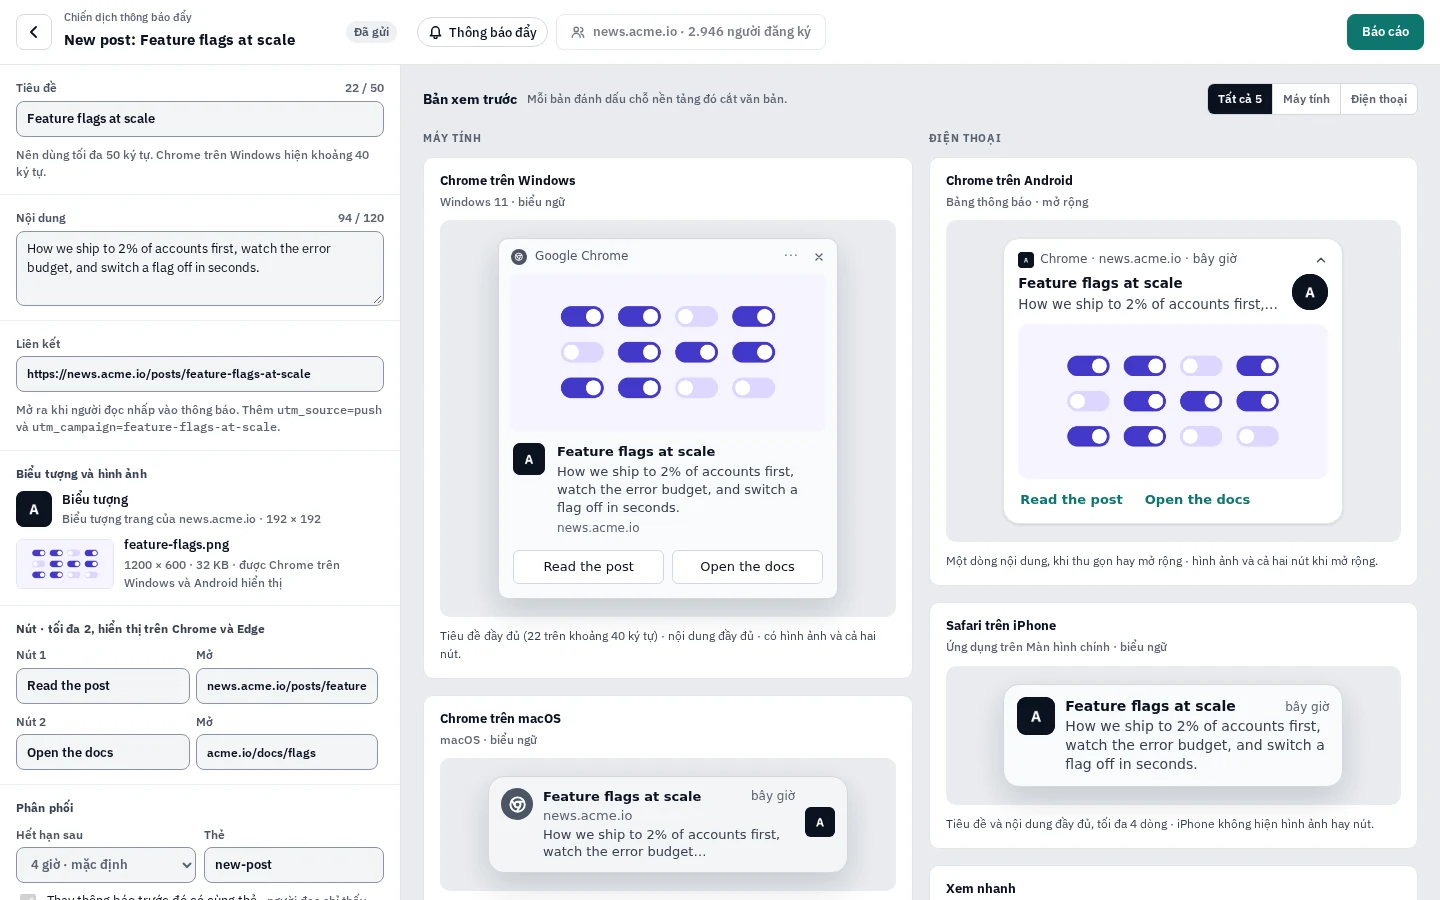 Chiến dịch thông báo đẩy
New post: Feature flags at scale
Đã gửi
Thông báo đẩy
news.acme.io · 2.946 người đăng ký
Báo cáo
Tiêu đề
22 / 50
Feature flags at scale
Nên dùng tối đa 50 ký tự. Chrome trên Windows hiện khoảng 40
ký tự.
Nội dung
94 / 120
How we ship to 2% of accounts first, watch the error
budget, and switch a flag off in seconds.
Liên kết
https://news.acme.io/posts/feature-flags-at-scale
Mở ra khi người đọc nhấp vào thông báo. Thêm utm_source=push
và utm_campaign=feature-flags-at-scale.
Biểu tượng và hình ảnh
A
Biểu tượng
Biểu tượng trang của news.acme.io · 192 × 192
feature-flags.png
1200 × 600 · 32 KB · được Chrome trên
Windows và Android hiển thị
Nút · tối đa 2, hiển thị trên Chrome và Edge
Nút 1
Mở
Read the post
news.acme.io/posts/feature
Nút 2
Mở
Open the docs
acme.io/docs/flags
Phân phối
Hết hạn sau
Thẻ
4 giờ · mặc định
new-post
Thay thông báo trước đó có cùng thẻ · người đọc chỉ thấy
Bản xem trước
Mỗi bản đánh dấu chỗ nền tảng đó cắt văn bản.
Tất cả 5
Máy tính
Điện thoại
MÁY TÍNH
Chrome trên Windows
Windows 11 · biểu ngữ
Google Chrome
A
Feature flags at scale
How we ship to 2% of accounts first,
watch the error budget, and switch a
flag off in seconds.
news.acme.io
Read the post
Open the docs
Tiêu đề đầy đủ (22 trên khoảng 40 ký tự) · nội dung đầy đủ · có hình ảnh và cả hai
nút.
Chrome trên macOS
macOS · biểu ngữ
Feature flags at scale
bây giờ
news.acme.io
How we ship to 2% of accounts first,
watch the error budget…
A
ĐIỆN THOẠI
Chrome trên Android
Bảng thông báo · mở rộng
A
Chrome · news.acme.io · bây giờ
Feature flags at scale
How we ship to 2% of accounts first,…
A
Read the post
Open the docs
Một dòng nội dung, khi thu gọn hay mở rộng · hình ảnh và cả hai nút khi mở rộng.
Safari trên iPhone
Ứng dụng trên Màn hình chính · biểu ngữ
A
Feature flags at scale
bây giờ
How we ship to 2% of accounts first,
watch the error budget, and switch a
flag off in seconds.
Tiêu đề và nội dung đầy đủ, tối đa 4 dòng · iPhone không hiện hình ảnh hay nút.
Xem nhanh